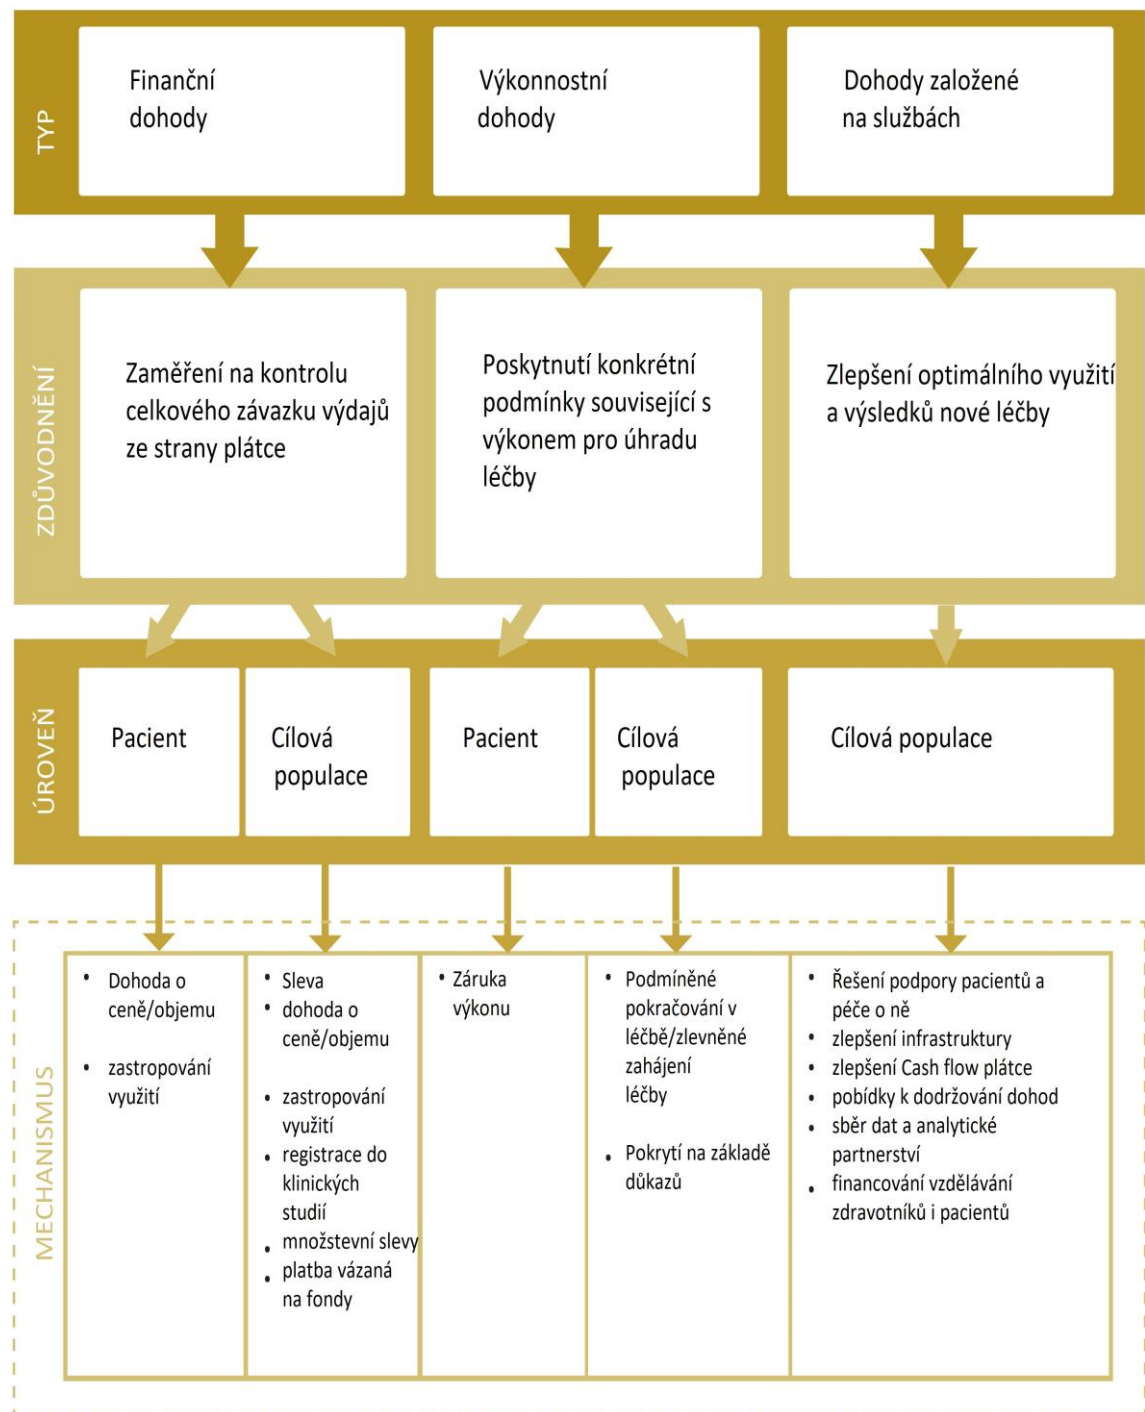 TYP
Finanční
dohody
Výkonnostní
dohody
Dohody založené
na službách
ZDŮVODNĚNÍ
Zaměření na kontrolu
celkového závazku výdajů
ze strany plátce
Poskytnutí konkrétní
podmínky související s
výkonem pro úhradu
léčby
Zlepšení optimálního využití
a výsledků nové léčby
ÚROVEŇ
Pacient
Cílová
populace
Pacient
Cílová
populace
Cílová populace
MECHANISMUS
• Dohoda o
ceně/objemu
• zastropování
využití
• Sleva
• dohoda o
ceně/objemu
• zastropování
využití
• registrace do
klinických
studií
• množstevní slevy
• platba vázaná
na fondy
• Záruka
výkonu
• Podmíněné
pokračování v
léčbě/zlevněné
zahájení
léčby
• Pokrytí na základě
důkazů
• Řešení podpory pacientů a
péče o ně
• zlepšení infrastruktury
• zlepšení Cash flow plátce
• pobídky k dodržování dohod
• sběr dat a analytické
partnerství
• financování vzdělávání
zdravotníků i pacientů